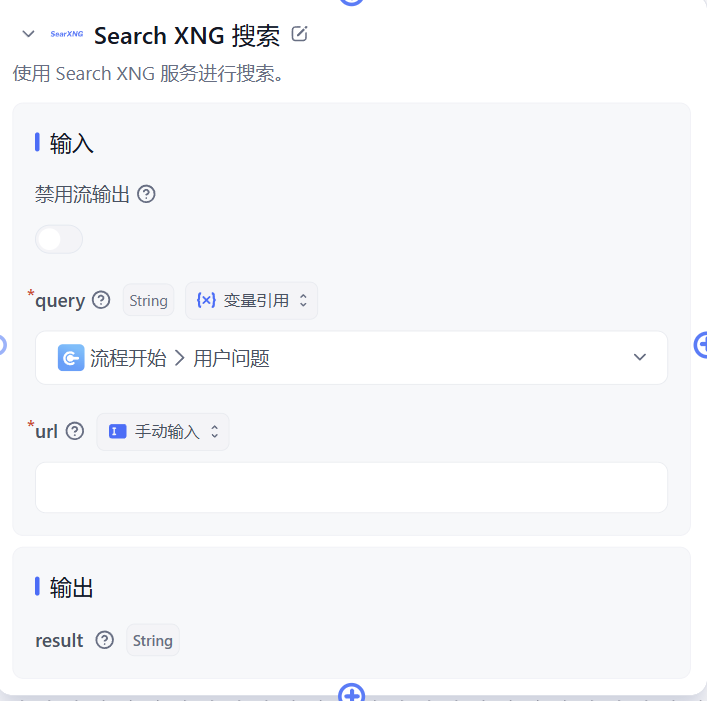 SearXNG Search XNG 搜索
使用 Search XNG 服务进行搜索。
输入
禁用流输出
*query String 变量引用
流程开始 > 用户问题
*url 手动输入
输出
result String